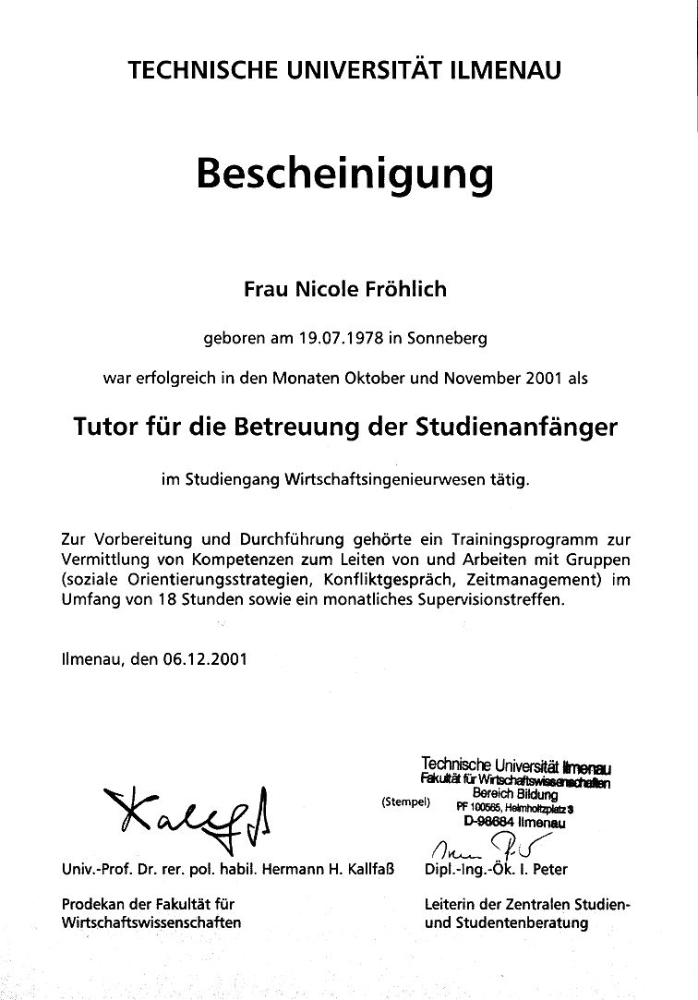 TECHNISCHE UNIVERSITÄT ILMENAU
Bescheinigung
Frau Nicole Fröhlich
geboren am 19.07.1978 in Sonneberg
war erfolgreich in den Monaten Oktober und November 2001 als
Tutor für die Betreuung der Studienanfänger
im Studiengang Wirtschaftsingenieurwesen tätig.
Zur Vorbereitung und Durchführung gehörte ein Trainingsprogramm zur
Vermittlung von Kompetenzen zum Leiten von und Arbeiten mit Gruppen
(soziale Orientierungsstrategien, Konfliktgespräch, Zeitmanagement) im
Umfang von 18 Stunden sowie ein monatliches Supervisionstreffen.
Ilmenau, den 06.12.2001
Technische Universität Ilmenau
Fakultät für Wirtschaftswissenschaften
Bereich Bildung
(Stempel)
PF 100565, Helmholtzplatz 3
D-98684 Ilmenau
Univ.-Prof. Dr. rer. pol. habil. Hermann H. Kallfaß
Dipl.-Ing.-Ök. I. Peter
Prodekan der Fakultät für
Wirtschaftswissenschaften
Leiterin der Zentralen Studien-
und Studentenberatung